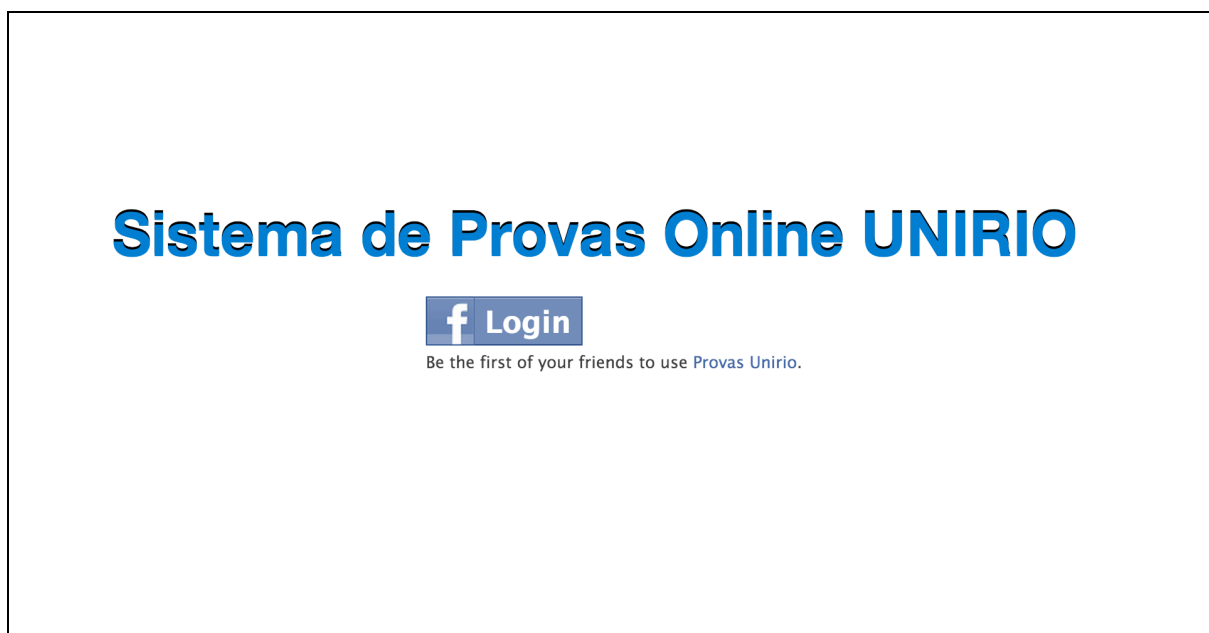 Sistema de Provas Online UNIRIO
f Login
Be the first of your friends to use Provas Unirio.